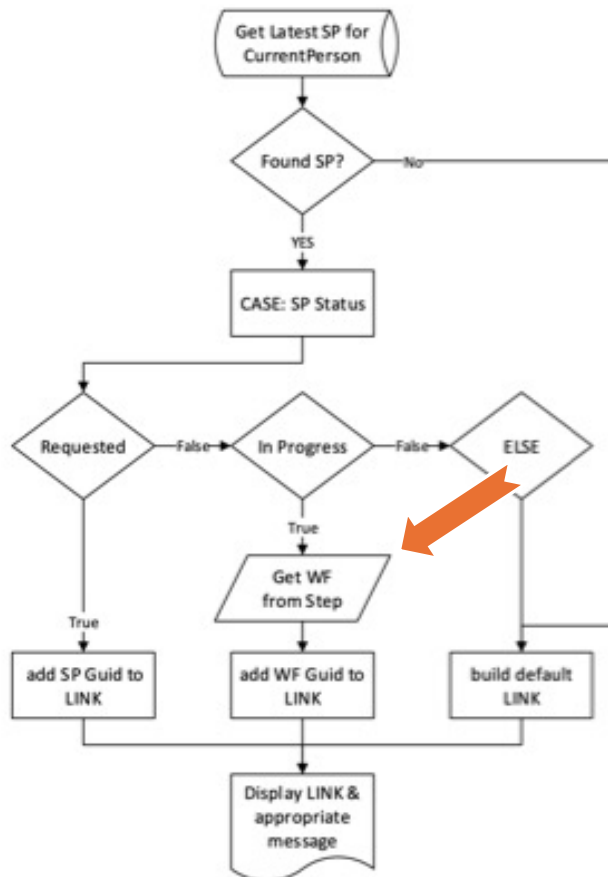 Get Latest SP for
CurrentPerson
Found SP?
No
YES
CASE: SP Status
Requested
False
In Progress
False
ELSE
True
Get WF
from Step
True
add SP Guid to
LINK
add WF Guid to
LINK
build default
LINK
Display LINK &
appropriate
message